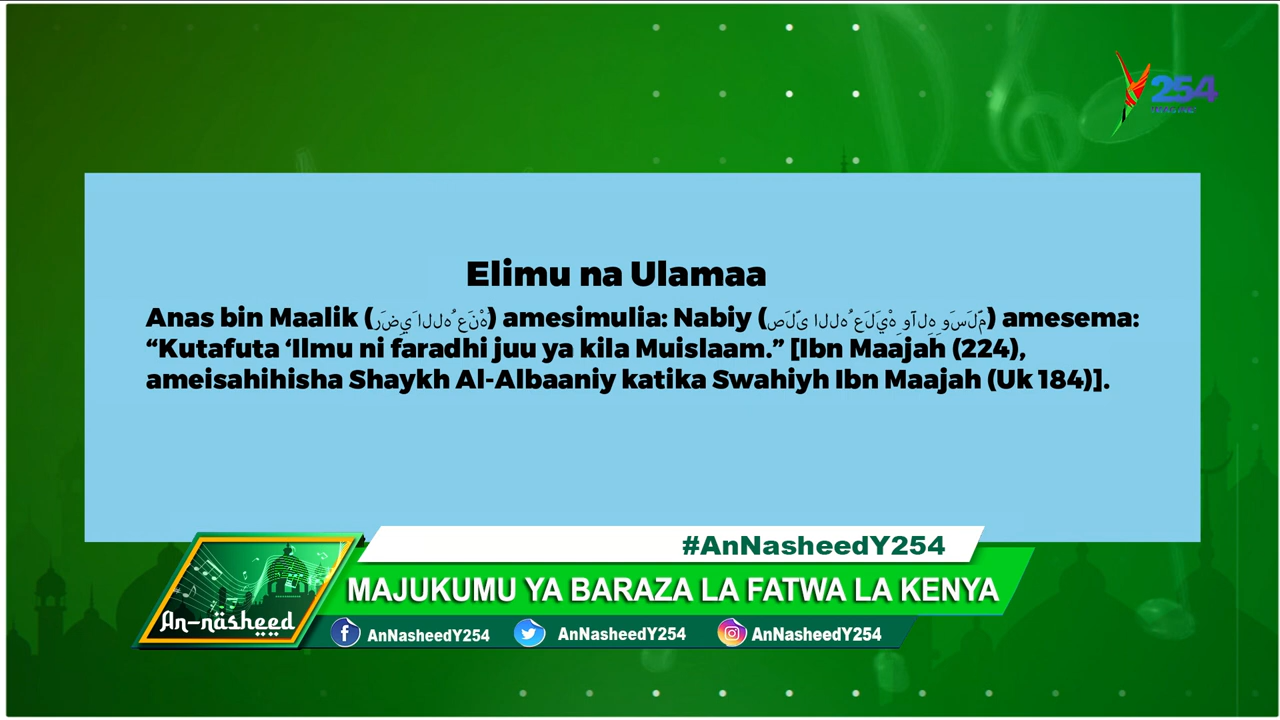 254
Elimu na Ulamaa
Anas bin Maalik (رَضِيَ اللهُ عَنْهُ) amesimulia: Nabiy (صَلَّى اللهُ عَلَيْهِ وَآلِهِ وَسَلَّمَ) amesema:
“Kutafuta ‘Ilmu ni faradhi juu ya kila Muislaam.” [Ibn Maajah (224),
ameisahihisha Shaykh Al-Albaaniy katika Swahiyh Ibn Maajah (Uk 184)].
#AnNasheedY254
MAJUKUMU YA BARAZA LA FATWA LA KENYA
An-nasheed
AnNasheedY254 AnNasheedY254 AnNasheedY254